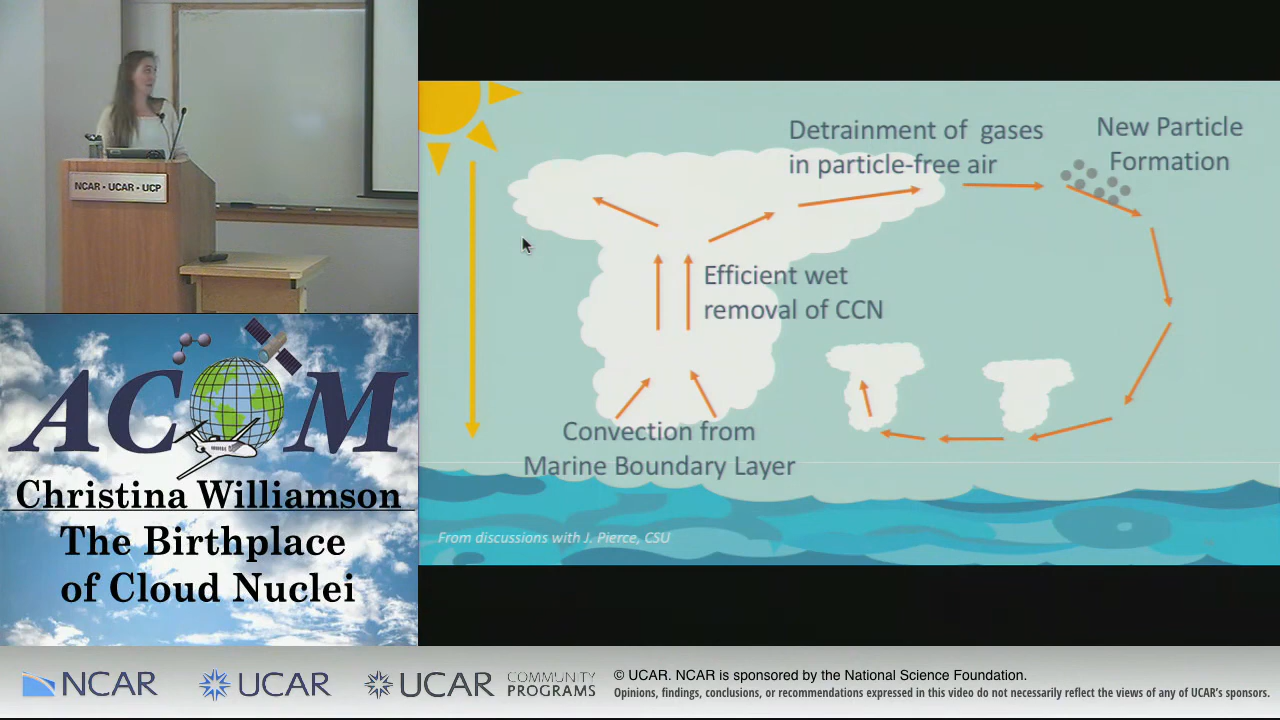 NCAR • UCAR • UCP
ACOM
Christina Williamson
The Birthplace
of Cloud Nuclei
Detrainment of gases
in particle-free air
New Particle
Formation
Efficient wet
removal of CCN
Convection from
Marine Boundary Layer
From discussions with J. Pierce, CSU
NCAR
UCAR
UCAR
COMMUNITY
PROGRAMS
© UCAR. NCAR is sponsored by the National Science Foundation.
Opinions, findings, conclusions, or recommendations expressed in this video do not necessarily reflect the views of any of UCAR's sponsors.